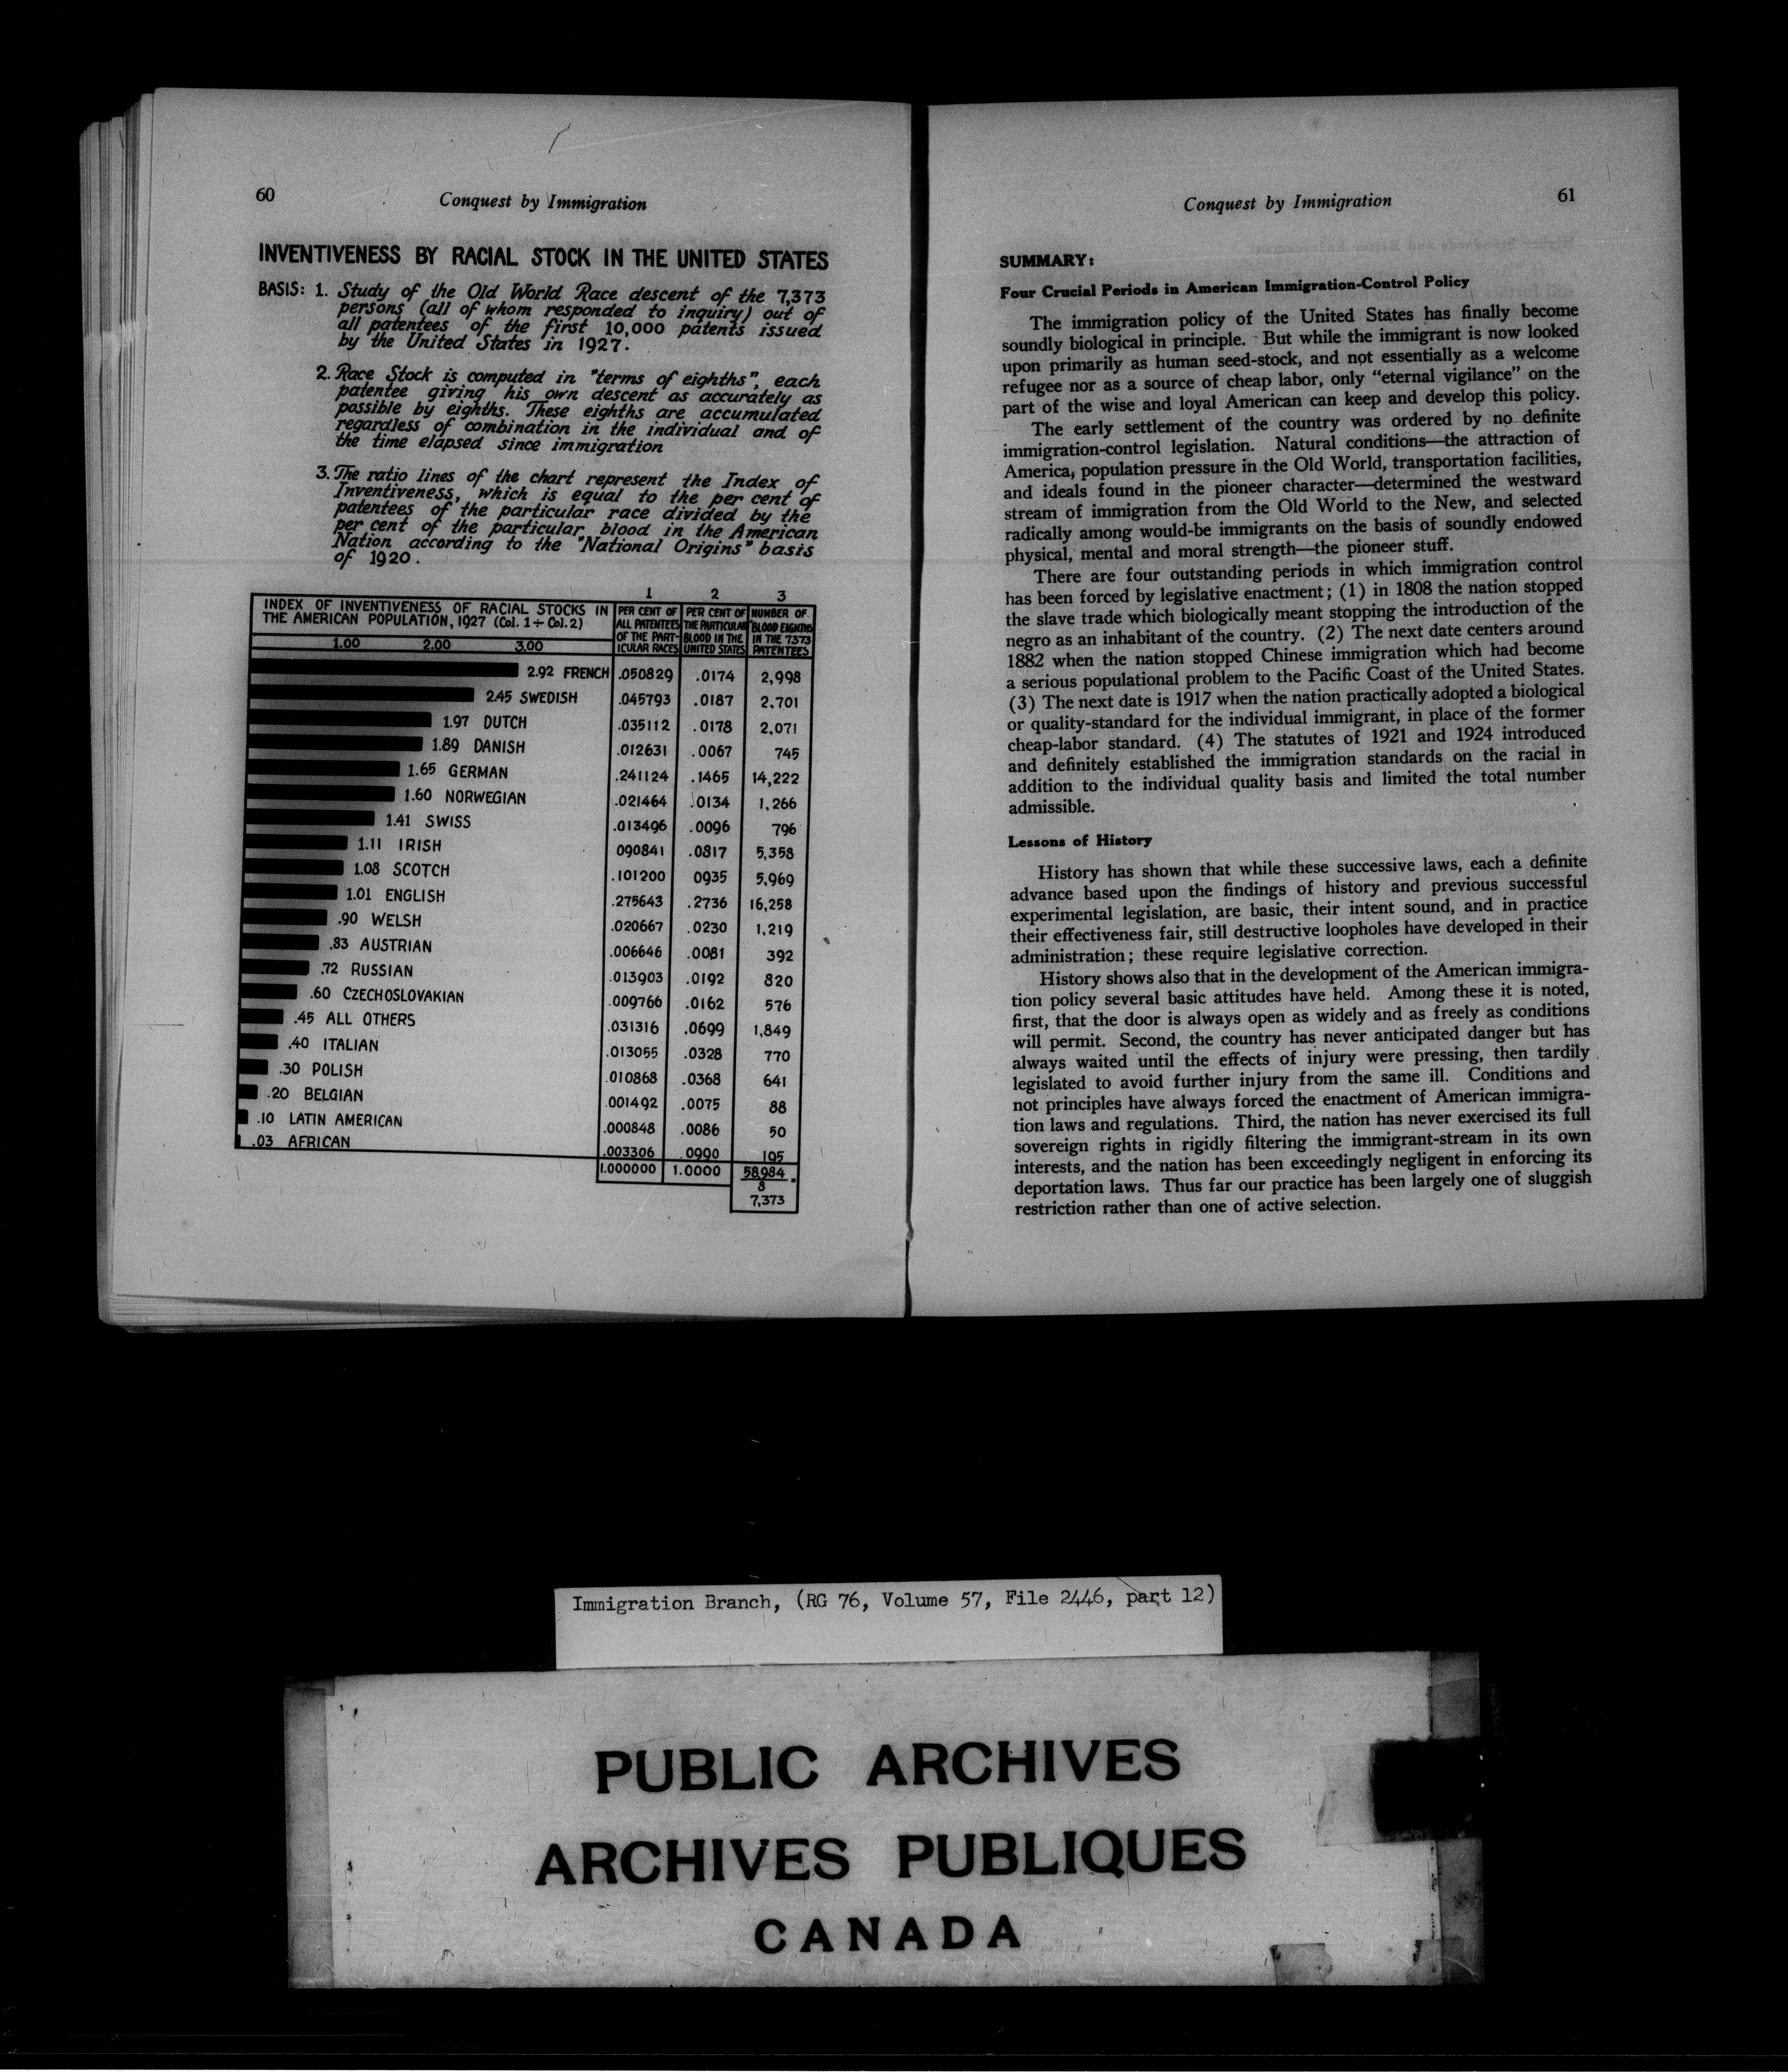 60
Conquest by Immigration
INVENTIVENESS BY RACIAL STOCK IN THE UNITED STATES
BASIS: 1. Study of the Old World Race descent of the 7,373
persons (all of whom responded to inquiry) out of
all patentees of the first 10,000 patents issued
by the United States in 1927.
2. Race Stock is computed in "terms of eighths", each
patentee giving his own descent as accurately as
possible by eighths. These eighths are accumulated
regardless of combination in the individual and of
the time elapsed since immigration
3. The ratio lines of the chart represent the Index of
Inventiveness, which is equal to the per cent of
patentees of the particular race divided by the
per cent of the particular blood in the American
Nation according to the "National Origins" basis
of 1920.
1 2 3
INDEX OF INVENTIVENESS OF RACIAL STOCKS IN
THE AMERICAN POPULATION, 1927 (Col. 1 ÷ Col. 2)
1.00 2.00 3.00
PER CENT OF
ALL PATENTEES
OF THE PART-
ICULAR RACES
PER CENT OF
THE PARTICULAR
BLOOD IN THE
UNITED STATES
NUMBER OF
"BLOOD EIGHTHS
IN THE 7373
PATENTEES
2.92 FRENCH .050829 .0174 2,998
2.45 SWEDISH .045793 .0187 2,701
1.97 DUTCH .035112 .0178 2,071
1.89 DANISH .012631 .0067 745
1.65 GERMAN .241124 .1465 14,222
1.60 NORWEGIAN .021464 .0134 1,266
1.41 SWISS .013496 .0096 796
1.11 IRISH 090841 .0817 5,358
1.08 SCOTCH .101200 0935 5,969
1.01 ENGLISH .275643 .2736 16,258
.90 WELSH .020667 .0230 1,219
.83 AUSTRIAN .006646 .0081 392
.72 RUSSIAN .013903 .0192 820
.60 CZECHOSLOVAKIAN .009766 .0162 576
.45 ALL OTHERS .031316 .0699 1,849
.40 ITALIAN .013055 .0328 770
.30 POLISH .010868 .0368 641
.20 BELGIAN .001492 .0075 88
.10 LATIN AMERICAN .000848 .0086 50
.03 AFRICAN .003306 .0990 195
1.000000 1.0000 58,984 =
8
7,373
Conquest by Immigration
61
SUMMARY:
Four Crucial Periods in American Immigration-Control Policy
The immigration policy of the United States has finally become
soundly biological in principle. But while the immigrant is now looked
upon primarily as human seed-stock, and not essentially as a welcome
refugee nor as a source of cheap labor, only “eternal vigilance” on the
part of the wise and loyal American can keep and develop this policy.
The early settlement of the country was ordered by no definite
immigration-control legislation. Natural conditions—the attraction of
America, population pressure in the Old World, transportation facilities,
and ideals found in the pioneer character—determined the westward
stream of immigration from the Old World to the New, and selected
radically among would-be immigrants on the basis of soundly endowed
physical, mental and moral strength—the pioneer stuff.
There are four outstanding periods in which immigration control
has been forced by legislative enactment; (1) in 1808 the nation stopped
the slave trade which biologically meant stopping the introduction of the
negro as an inhabitant of the country. (2) The next date centers around
1882 when the nation stopped Chinese immigration which had become
a serious populational problem to the Pacific Coast of the United States.
(3) The next date is 1917 when the nation practically adopted a biological
or quality-standard for the individual immigrant, in place of the former
cheap-labor standard. (4) The statutes of 1921 and 1924 introduced
and definitely established the immigration standards on the racial in
addition to the individual quality basis and limited the total number
admissible.
Lessons of History
History has shown that while these successive laws, each a definite
advance based upon the findings of history and previous successful
experimental legislation, are basic, their intent sound, and in practice
their effectiveness fair, still destructive loopholes have developed in their
administration; these require legislative correction.
History shows also that in the development of the American immigra-
tion policy several basic attitudes have held. Among these it is noted,
first, that the door is always open as widely and as freely as conditions
will permit. Second, the country has never anticipated danger but has
always waited until the effects of injury were pressing, then tardily
legislated to avoid further injury from the same ill. Conditions and
not principles have always forced the enactment of American immigra-
tion laws and regulations. Third, the nation has never exercised its full
sovereign rights in rigidly filtering the immigrant-stream in its own
interests, and the nation has been exceedingly negligent in enforcing its
deportation laws. Thus far our practice has been largely one of sluggish
restriction rather than one of active selection.
Immigration Branch, (RG 76, Volume 57, File 2446, part 12)
PUBLIC ARCHIVES
ARCHIVES PUBLIQUES
CANADA